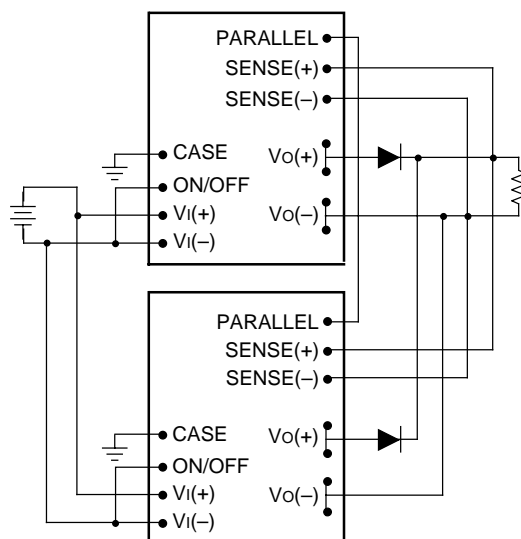 PARALLEL
SENSE(+)
SENSE(–)
CASE
VO(+)
ON/OFF
VI(+)
VO(–)
VI(–)
PARALLEL
SENSE(+)
SENSE(–)
CASE
VO(+)
ON/OFF
VI(+)
VO(–)
VI(–)